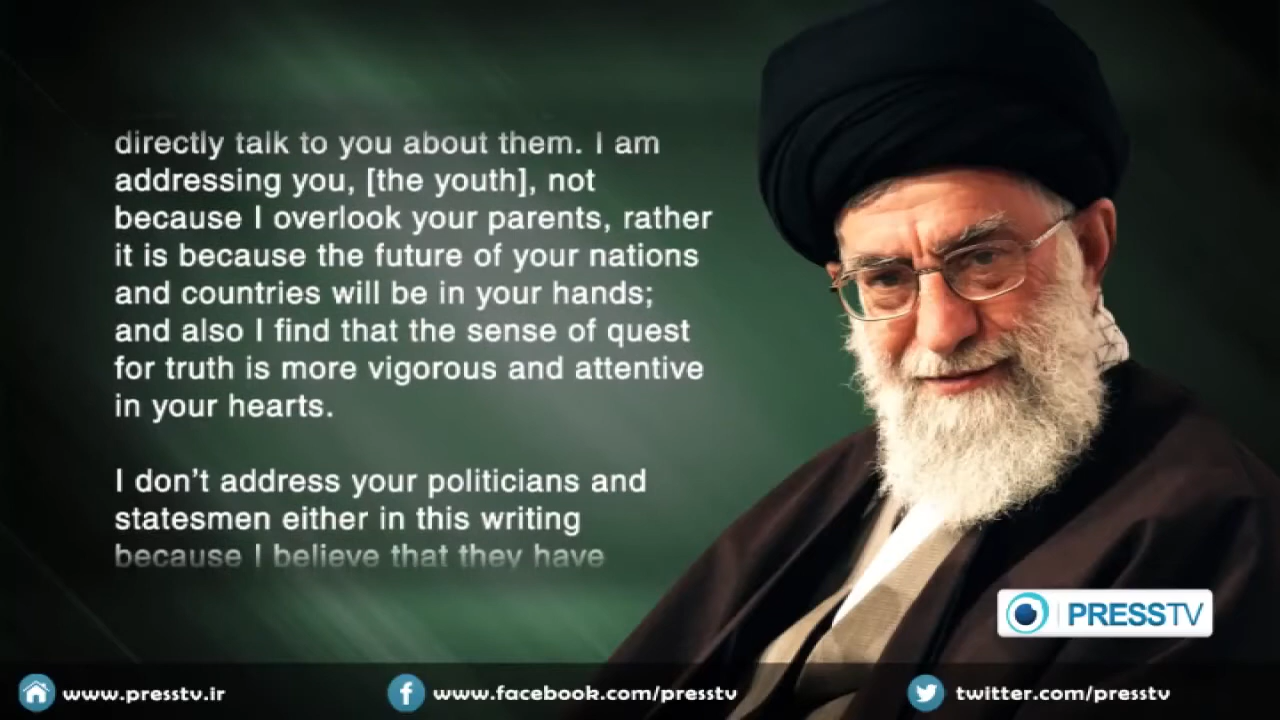 directly talk to you about them. I am
addressing you, [the youth], not
because I overlook your parents, rather
it is because the future of your nations
and countries will be in your hands;
and also I find that the sense of quest
for truth is more vigorous and attentive
in your hearts.
I don't address your politicians and
statesmen either in this writing
because I believe that they have
PRESSTV
www.presstv.ir
f
www.facebook.com/presstv
twitter.com/presstv